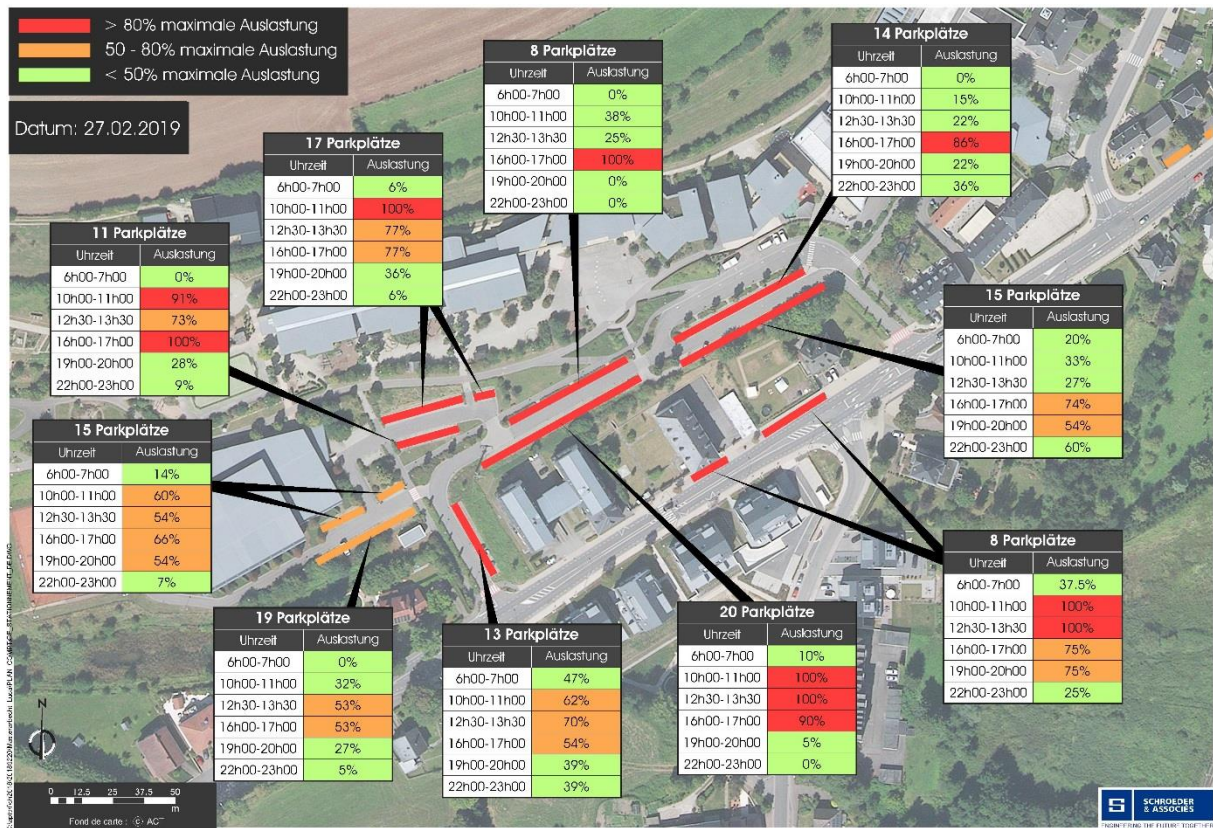 > 80% maximale Auslastung
50 - 80% maximale Auslastung
< 50% maximale Auslastung
Datum: 27.02.2019
8 Parkplätze
Uhrzeit Auslastung
6h00-7h00 0%
10h00-11h00 38%
12h30-13h30 25%
16h00-17h00 100%
19h00-20h00 0%
22h00-23h00 0%
14 Parkplätze
Uhrzeit Auslastung
6h00-7h00 0%
10h00-11h00 15%
12h30-13h30 22%
16h00-17h00 86%
19h00-20h00 22%
22h00-23h00 36%
17 Parkplätze
Uhrzeit Auslastung
6h00-7h00 6%
10h00-11h00 100%
12h30-13h30 77%
16h00-17h00 77%
19h00-20h00 36%
22h00-23h00 6%
11 Parkplätze
Uhrzeit Auslastung
6h00-7h00 0%
10h00-11h00 91%
12h30-13h30 73%
16h00-17h00 100%
19h00-20h00 28%
22h00-23h00 9%
15 Parkplätze
Uhrzeit Auslastung
6h00-7h00 20%
10h00-11h00 33%
12h30-13h30 27%
16h00-17h00 74%
19h00-20h00 54%
22h00-23h00 60%
15 Parkplätze
Uhrzeit Auslastung
6h00-7h00 14%
10h00-11h00 60%
12h30-13h30 54%
16h00-17h00 66%
19h00-20h00 54%
22h00-23h00 7%
8 Parkplätze
Uhrzeit Auslastung
6h00-7h00 37.5%
10h00-11h00 100%
12h30-13h30 100%
16h00-17h00 75%
19h00-20h00 75%
22h00-23h00 25%
19 Parkplätze
Uhrzeit Auslastung
6h00-7h00 0%
10h00-11h00 32%
12h30-13h30 53%
16h00-17h00 53%
19h00-20h00 27%
22h00-23h00 5%
13 Parkplätze
Uhrzeit Auslastung
6h00-7h00 47%
10h00-11h00 62%
12h30-13h30 70%
16h00-17h00 54%
19h00-20h00 39%
22h00-23h00 39%
20 Parkplätze
Uhrzeit Auslastung
6h00-7h00 10%
10h00-11h00 100%
12h30-13h30 100%
16h00-17h00 90%
19h00-20h00 5%
22h00-23h00 0%
N
0 12.5 25 37.5 50
m
Fond de carte : © ACT
S SCHROEDER
& ASSOCIÉS
ENGINEERING THE FUTURE TOGETHER